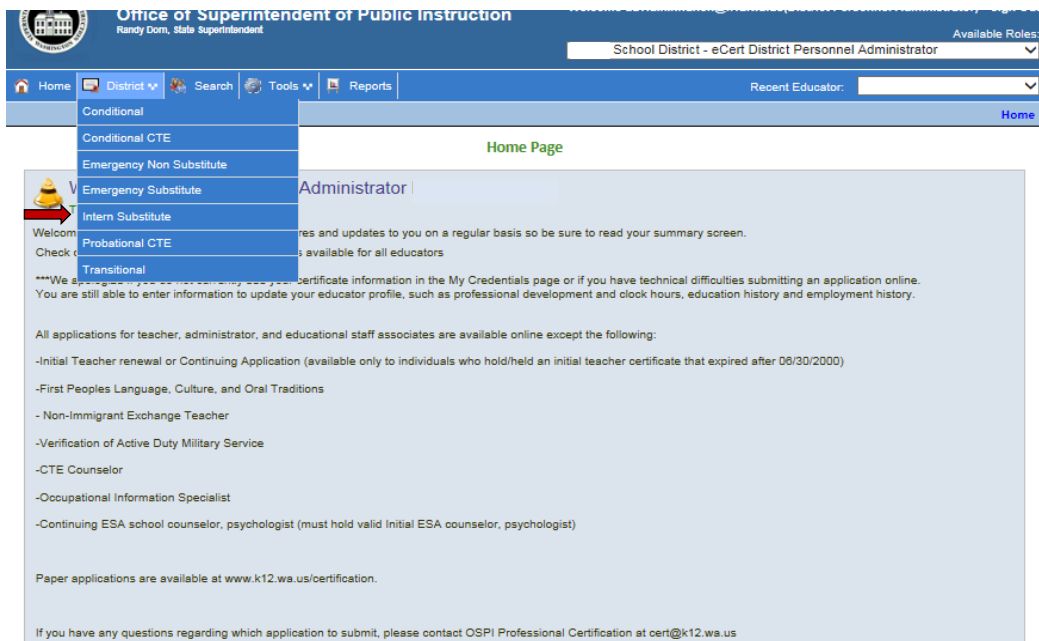 Office of Superintendent of Public Instruction
Randy Dorn, State Superintendent
Available Roles:
School District - eCert District Personnel Administrator
Home District Search Tools Reports
Recent Educator:
Home
Conditional
Conditional CTE
Emergency Non Substitute
Emergency Substitute
Intern Substitute
Probational CTE
Transitional
Home Page
Administrator
Welcom res and updates to you on a regular basis so be sure to read your summary screen.
Check s available for all educators
***We certificate information in the My Credentials page or if you have technical difficulties submitting an application online.
You are still able to enter information to update your educator profile, such as professional development and clock hours, education history and employment history.
All applications for teacher, administrator, and educational staff associates are available online except the following:
-Initial Teacher renewal or Continuing Application (available only to individuals who hold/held an initial teacher certificate that expired after 06/30/2000)
-First Peoples Language, Culture, and Oral Traditions
- Non-Immigrant Exchange Teacher
-Verification of Active Duty Military Service
-CTE Counselor
-Occupational Information Specialist
-Continuing ESA school counselor, psychologist (must hold valid Initial ESA counselor, psychologist)
Paper applications are available at www.k12.wa.us/certification.
If you have any questions regarding which application to submit, please contact OSPI Professional Certification at cert@k12.wa.us